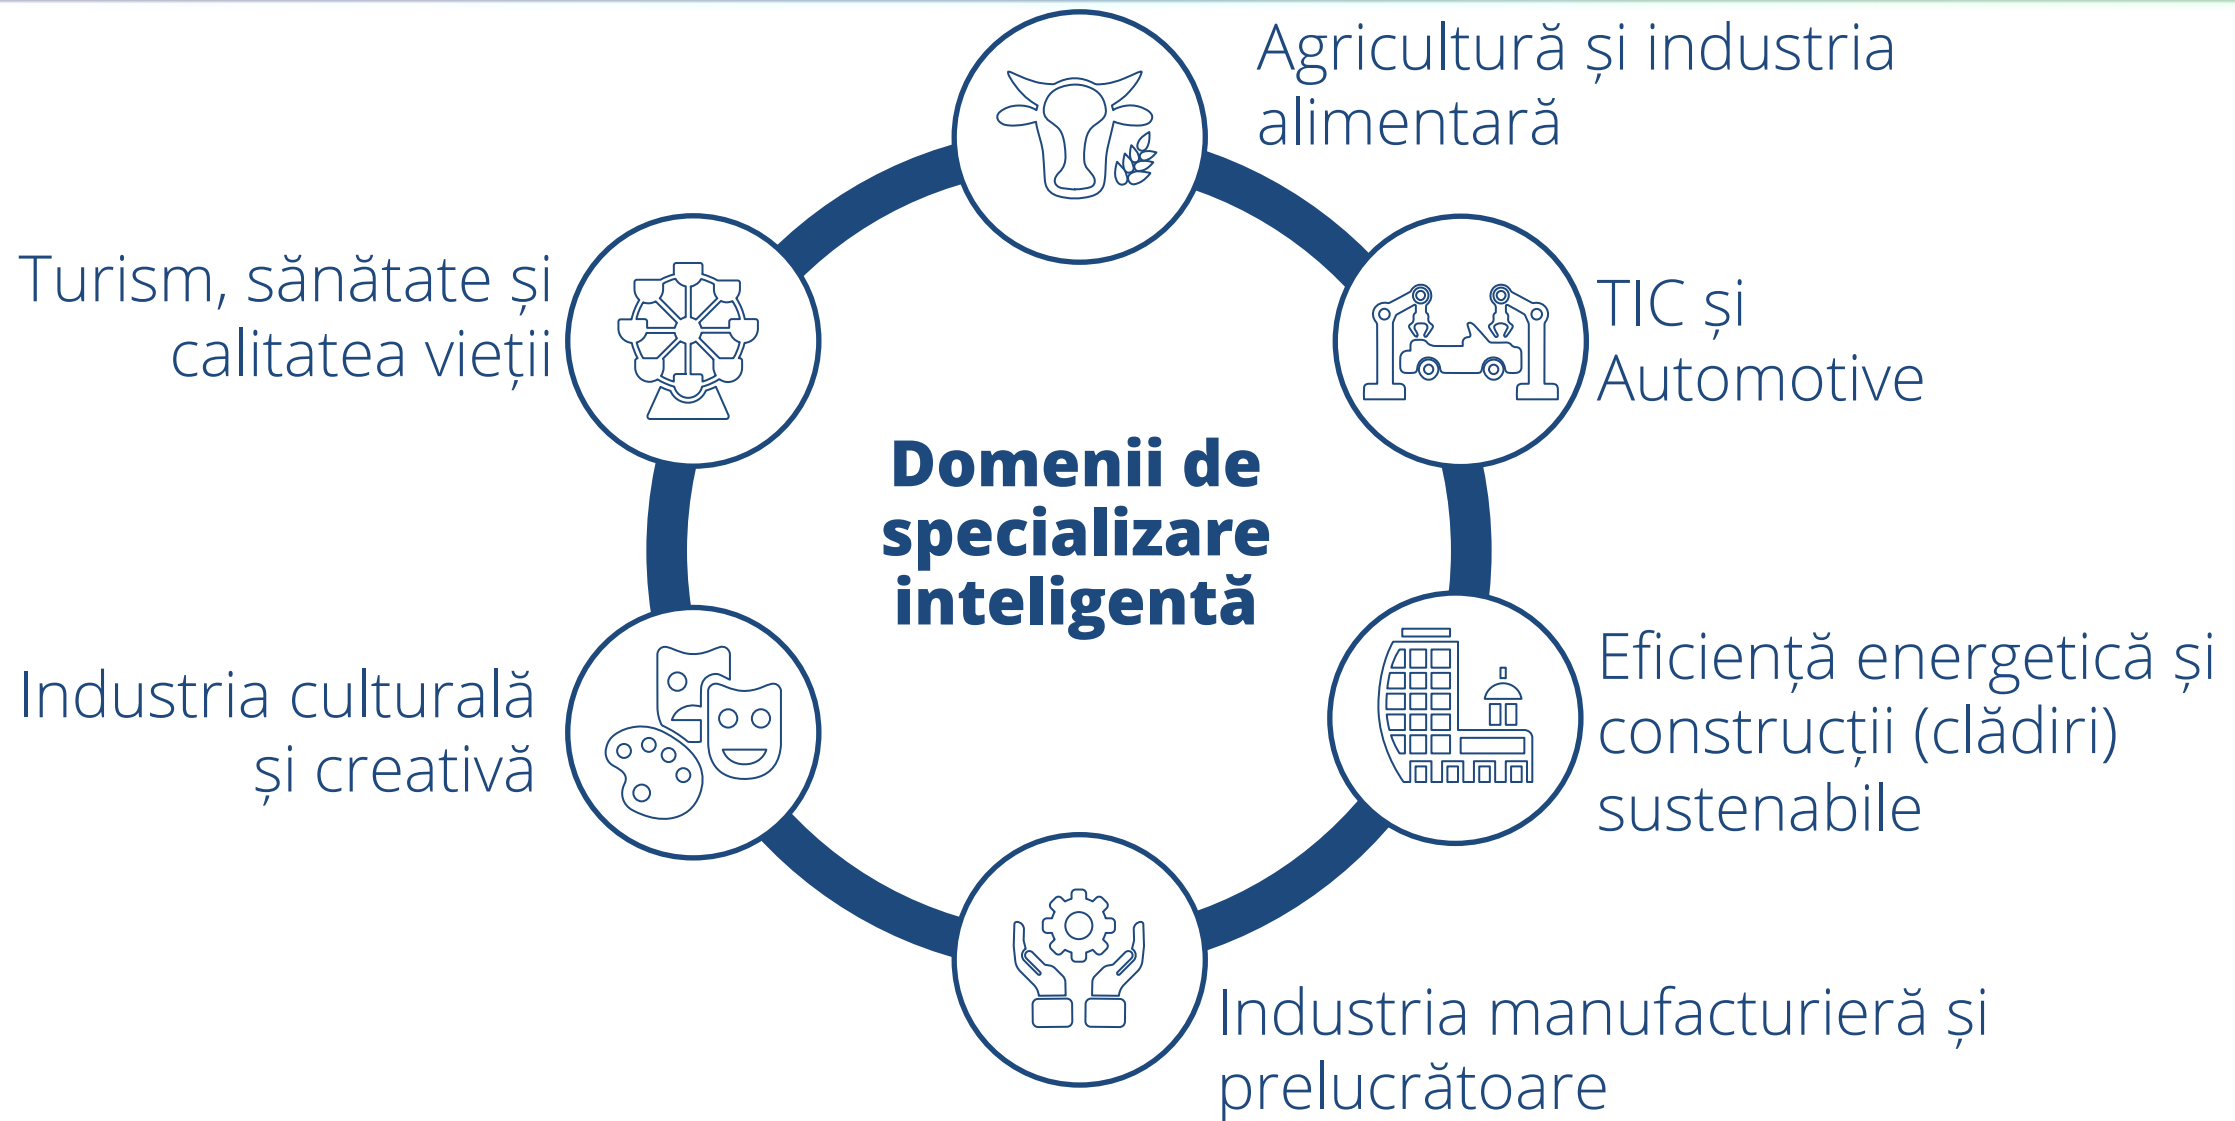 Agricultură și industria
alimentară
TIC și
Automotive
Eficiență energetică și
construcții (clădiri)
sustenabile
Industria manufacturieră și
prelucrătoare
Industria culturală
și creativă
Turism, sănătate și
calitatea vieții
Domenii de
specializare
inteligentă